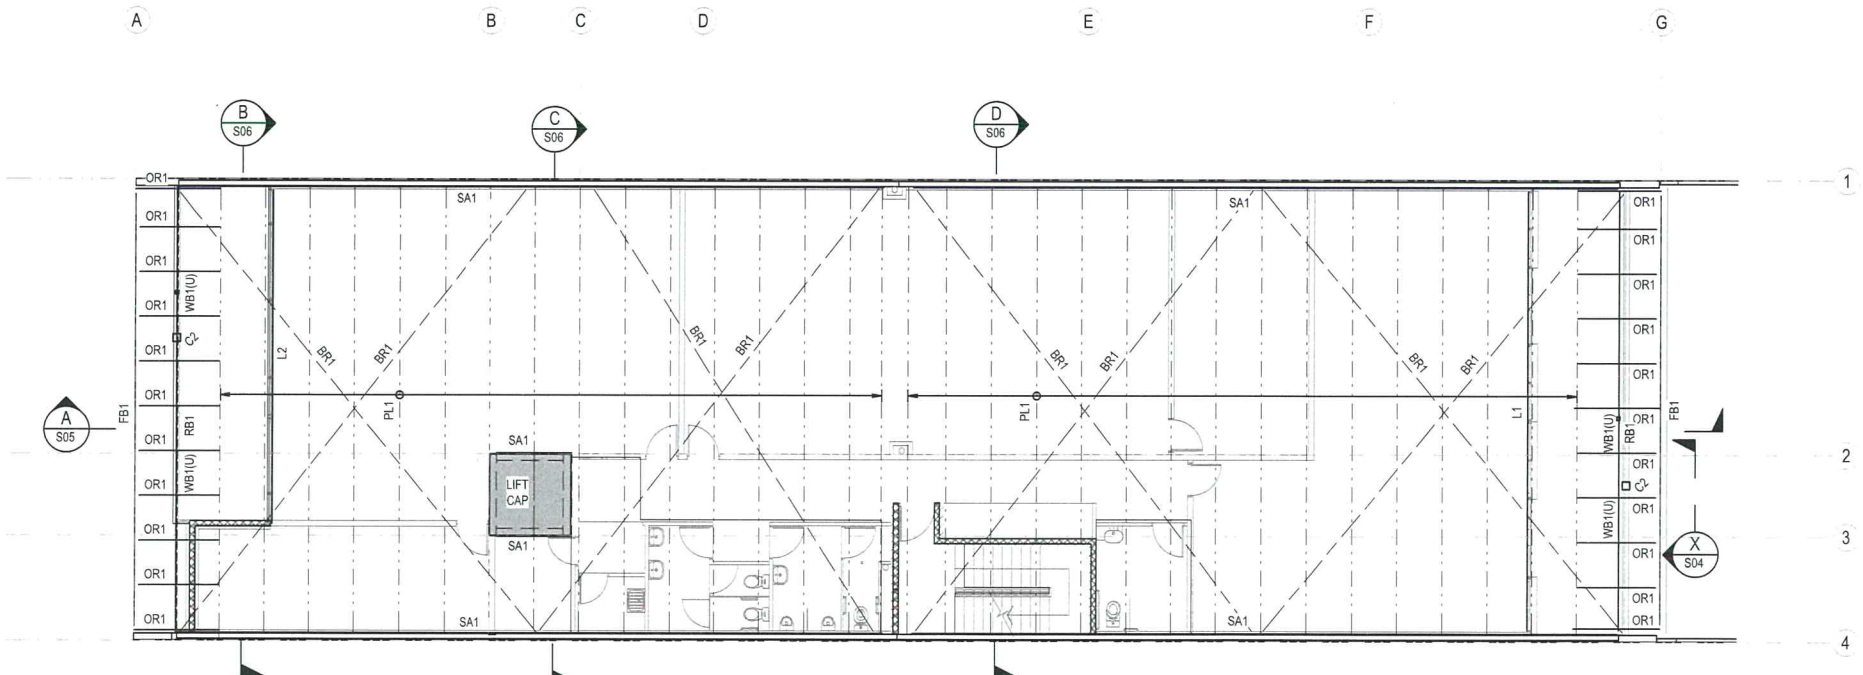 A
B
C
D
E
F
G
B
S06
C
S06
D
S06
1
OR1
SA1
SA1
OR1
OR1
OR1
OR1
OR1
OR1
OR1
OR1
OR1
OR1
OR1
WB1(U)
C2
L2
RB1
WB1(U)
FB1
A
S05
BR1
BR1
BR1
BR1
BR1
BR1
BR1
BR1
PL1
PL1
L1
SA1
LIFT
CAP
SA1
SA1
SA1
OR1
OR1
OR1
OR1
OR1
OR1
OR1
OR1
OR1
OR1
OR1
WB1(U)
RB1
FB1
C2
WB1(U)
2
3
X
S04
4